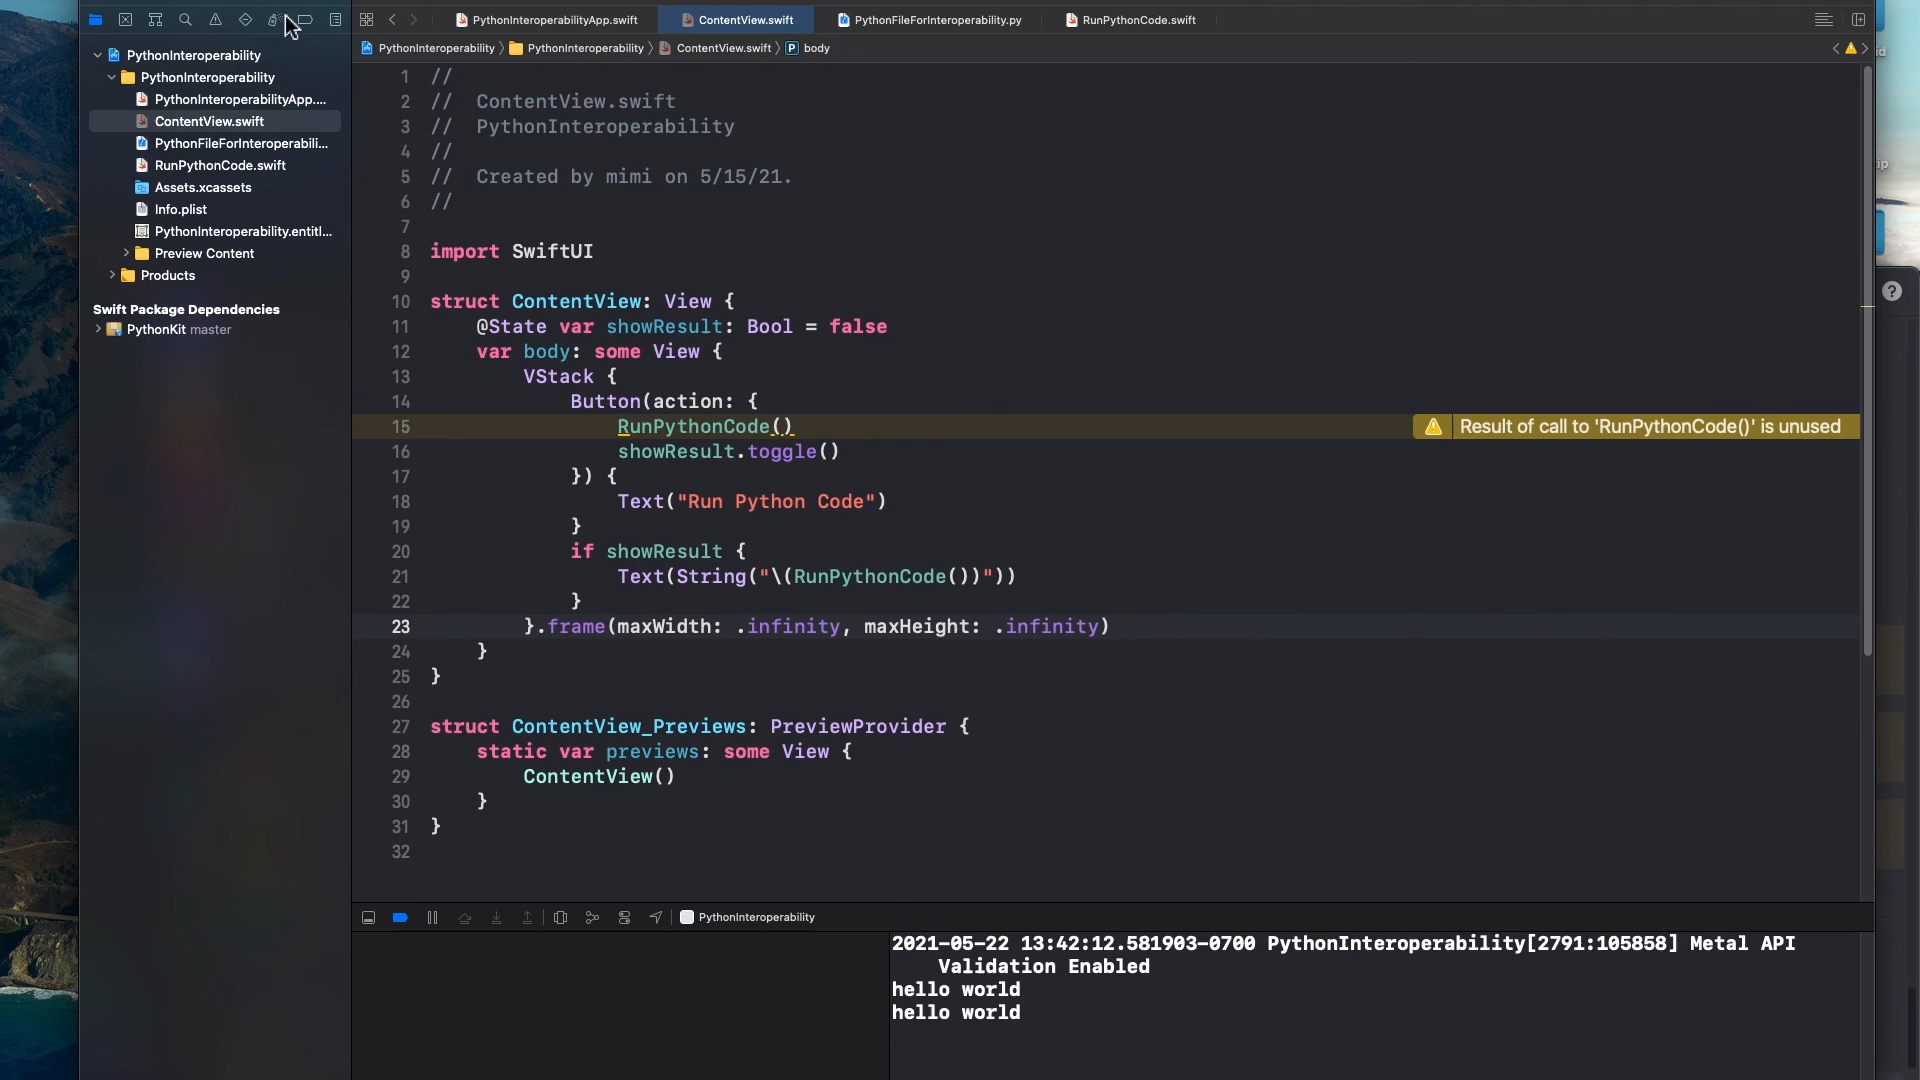 PythonInteroperabilityApp.swift
ContentView.swift
PythonFileForInteroperability.py
RunPythonCode.swift
PythonInteroperability
PythonInteroperability
ContentView.swift
P body
PythonInteroperability
PythonInteroperability
PythonInteroperabilityApp....
ContentView.swift
PythonFileForInteroperabili...
RunPythonCode.swift
Assets.xcassets
Info.plist
PythonInteroperability.entitl...
Preview Content
Products
Swift Package Dependencies
PythonKit master
1 //
2 // ContentView.swift
3 // PythonInteroperability
4 //
5 // Created by mimi on 5/15/21.
6 //
7
8 import SwiftUI
9
10 struct ContentView: View {
11 @State var showResult: Bool = false
12 var body: some View {
13 VStack {
14 Button(action: {
15 RunPythonCode() Result of call to 'RunPythonCode()' is unused
16 showResult.toggle()
17 }) {
18 Text("Run Python Code")
19 }
20 if showResult {
21 Text(String("\(RunPythonCode())"))
22 }
23 }.frame(maxWidth: .infinity, maxHeight: .infinity)
24 }
25 }
26
27 struct ContentView_Previews: PreviewProvider {
28 static var previews: some View {
29 ContentView()
30 }
31 }
32
PythonInteroperability
2021-05-22 13:42:12.581903-0700 PythonInteroperability[2791:105858] Metal API
Validation Enabled
hello world
hello world
id
ip
?